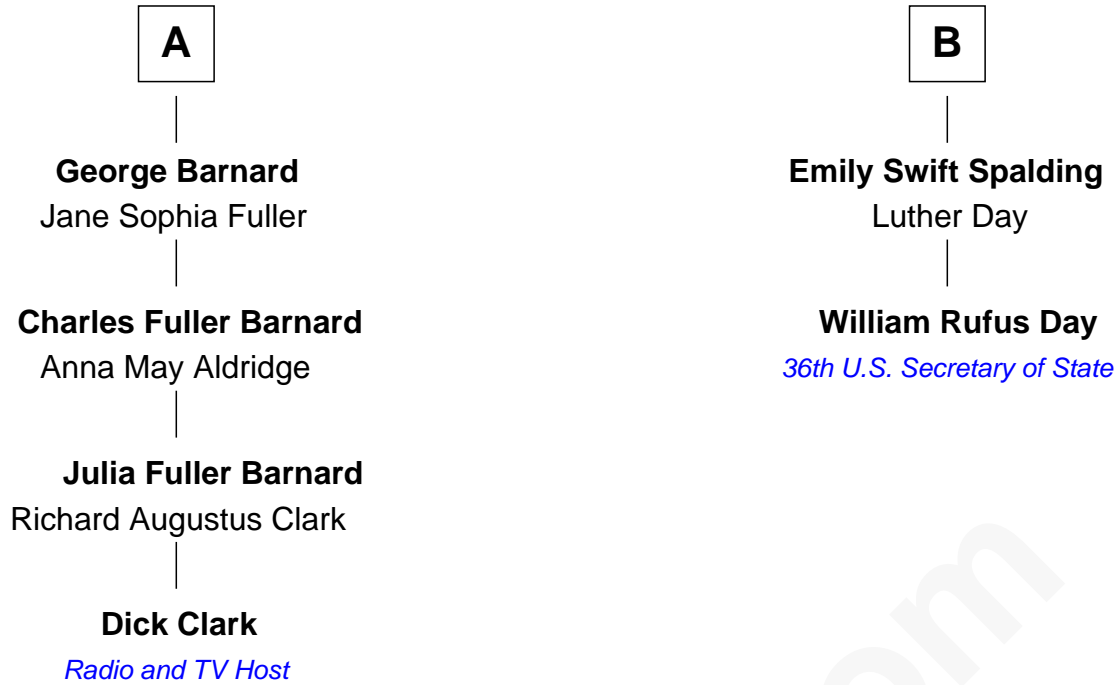 A
George Barnard
Jane Sophia Fuller
Charles Fuller Barnard
Anna May Aldridge
Julia Fuller Barnard
Richard Augustus Clark
Dick Clark
Radio and TV Host
B
Emily Swift Spalding
Luther Day
William Rufus Day
36th U.S. Secretary of State
om